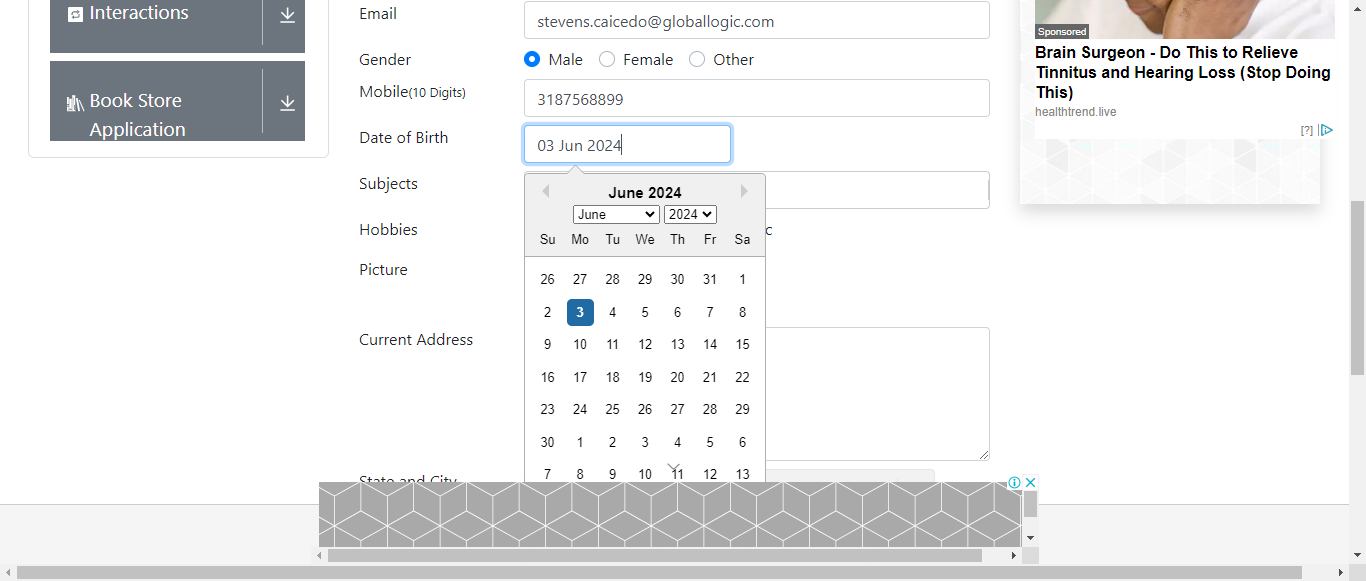 Interactions
Book Store
Application
Email
stevens.caicedo@globallogic.com
Gender
Male Female Other
Mobile(10 Digits)
3187568899
Date of Birth
03 Jun 2024
Subjects
Hobbies
c
Picture
Current Address
State and City
June 2024
June 2024
Su Mo Tu We Th Fr Sa
26 27 28 29 30 31 1
2 3 4 5 6 7 8
9 10 11 12 13 14 15
16 17 18 19 20 21 22
23 24 25 26 27 28 29
30 1 2 3 4 5 6
7 8 9 10 11 12 13
Sponsored
Brain Surgeon - Do This to Relieve
Tinnitus and Hearing Loss (Stop Doing
This)
healthtrend.live
[?]